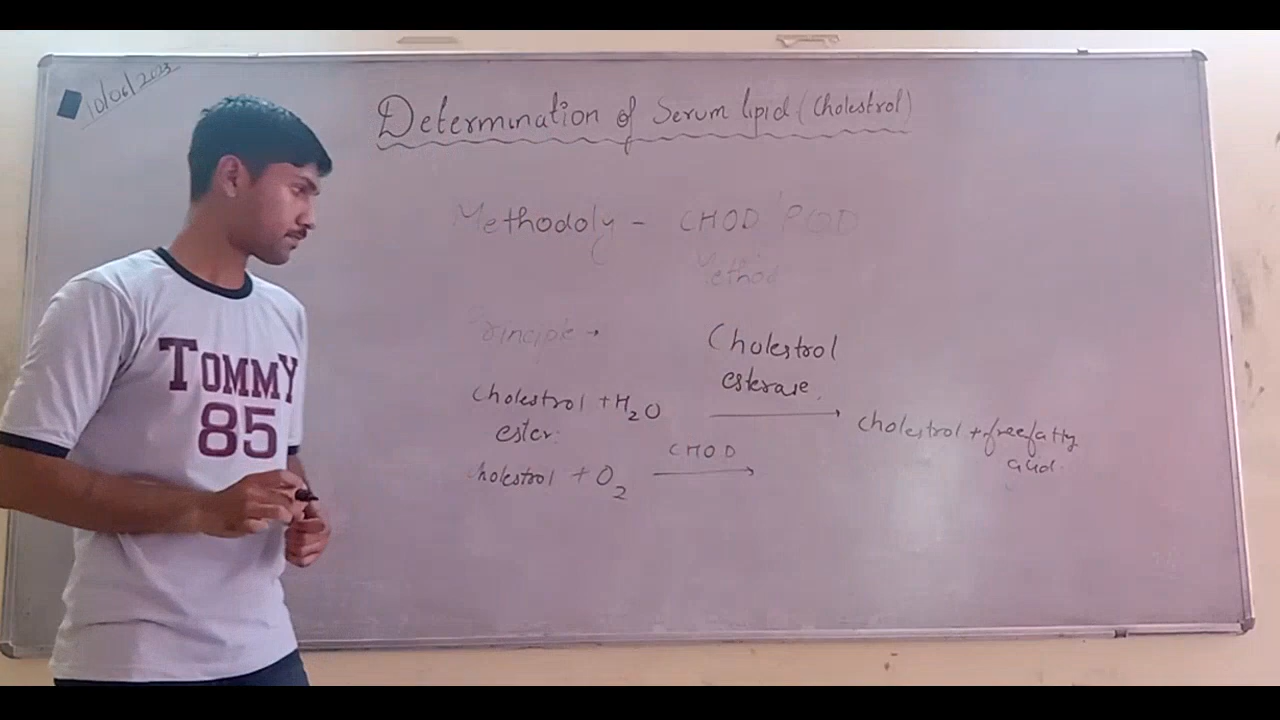 10/06/2023
Determination of Serum lipid (Cholestrol)
Methodoly - CHOD POD
Method
Principle →
Cholestrol
esterase
Cholestrol + H2O → cholestrol + free fatty
ester acid
Cholestrol + O2 CHOD →
TOMMY
85